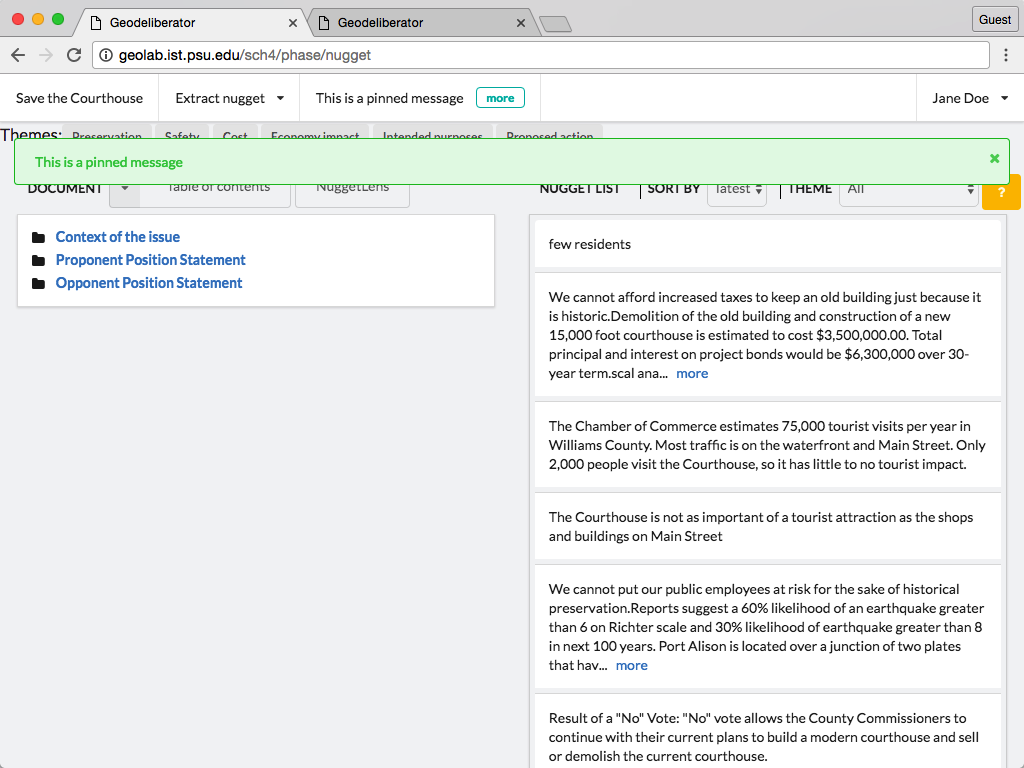 Geodeliberator
Geodeliberator
Guest
geolab.ist.psu.edu/sch4/phase/nugget
Save the Courthouse
Extract nugget
This is a pinned message
more
Jane Doe
Themes:
Preservation
Safety
Cost
Economy impact
Intended purposes
Proposed action
This is a pinned message
DOCUMENT
Table of contents
NuggetLens
NUGGET LIST
SORT BY
latest
THEME
All
?
Context of the issue
Proponent Position Statement
Opponent Position Statement
few residents
We cannot afford increased taxes to keep an old building just because it
is historic.Demolition of the old building and construction of a new
15,000 foot courthouse is estimated to cost $3,500,000.00. Total
principal and interest on project bonds would be $6,300,000 over 30-
year term.scal ana... more
The Chamber of Commerce estimates 75,000 tourist visits per year in
Williams County. Most traffic is on the waterfront and Main Street. Only
2,000 people visit the Courthouse, so it has little to no tourist impact.
The Courthouse is not as important of a tourist attraction as the shops
and buildings on Main Street
We cannot put our public employees at risk for the sake of historical
preservation.Reports suggest a 60% likelihood of an earthquake greater
than 6 on Richter scale and 30% likelihood of earthquake greater than 8
in next 100 years. Port Alison is located over a junction of two plates
that hav... more
Result of a "No" Vote: "No" vote allows the County Commissioners to
continue with their current plans to build a modern courthouse and sell
or demolish the current courthouse.